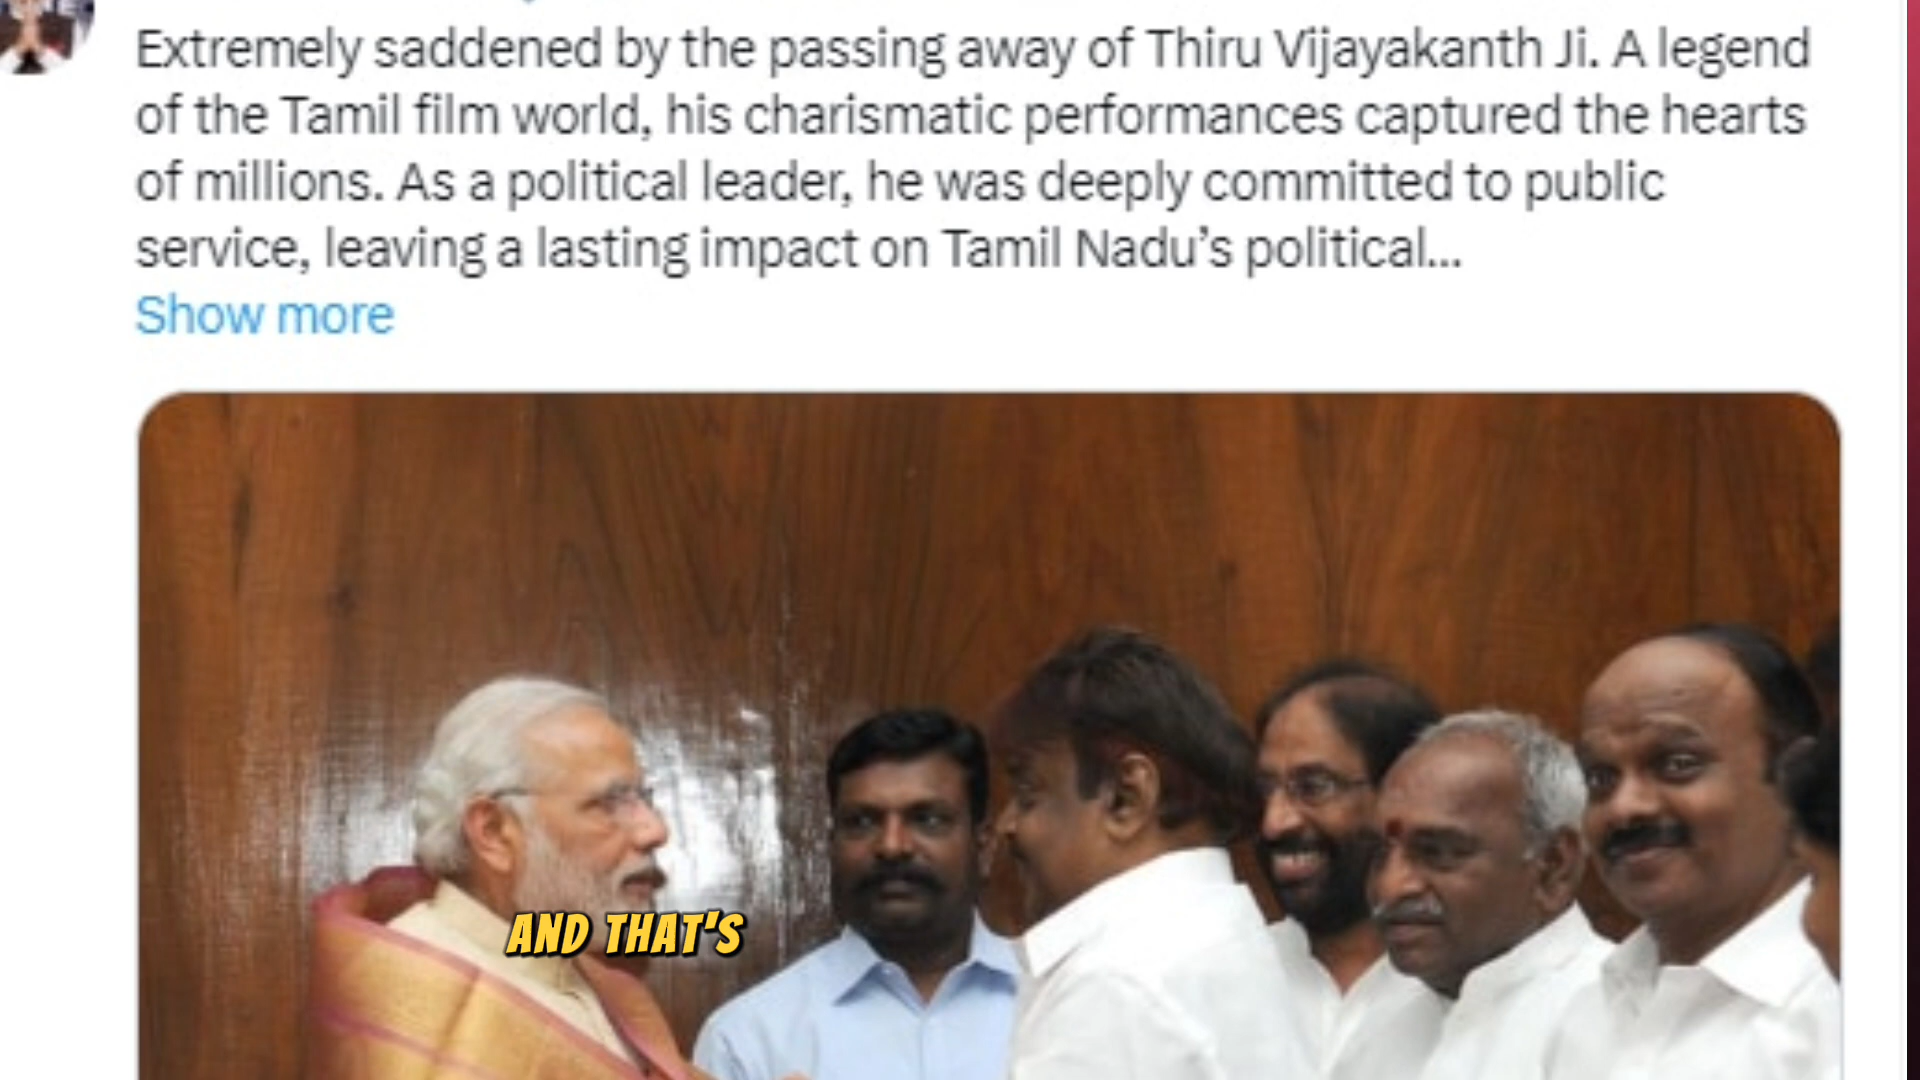 Extremely saddened by the passing away of Thiru Vijayakanth Ji. A legend
of the Tamil film world, his charismatic performances captured the hearts
of millions. As a political leader, he was deeply committed to public
service, leaving a lasting impact on Tamil Nadu’s political...
Show more
AND THAT'S